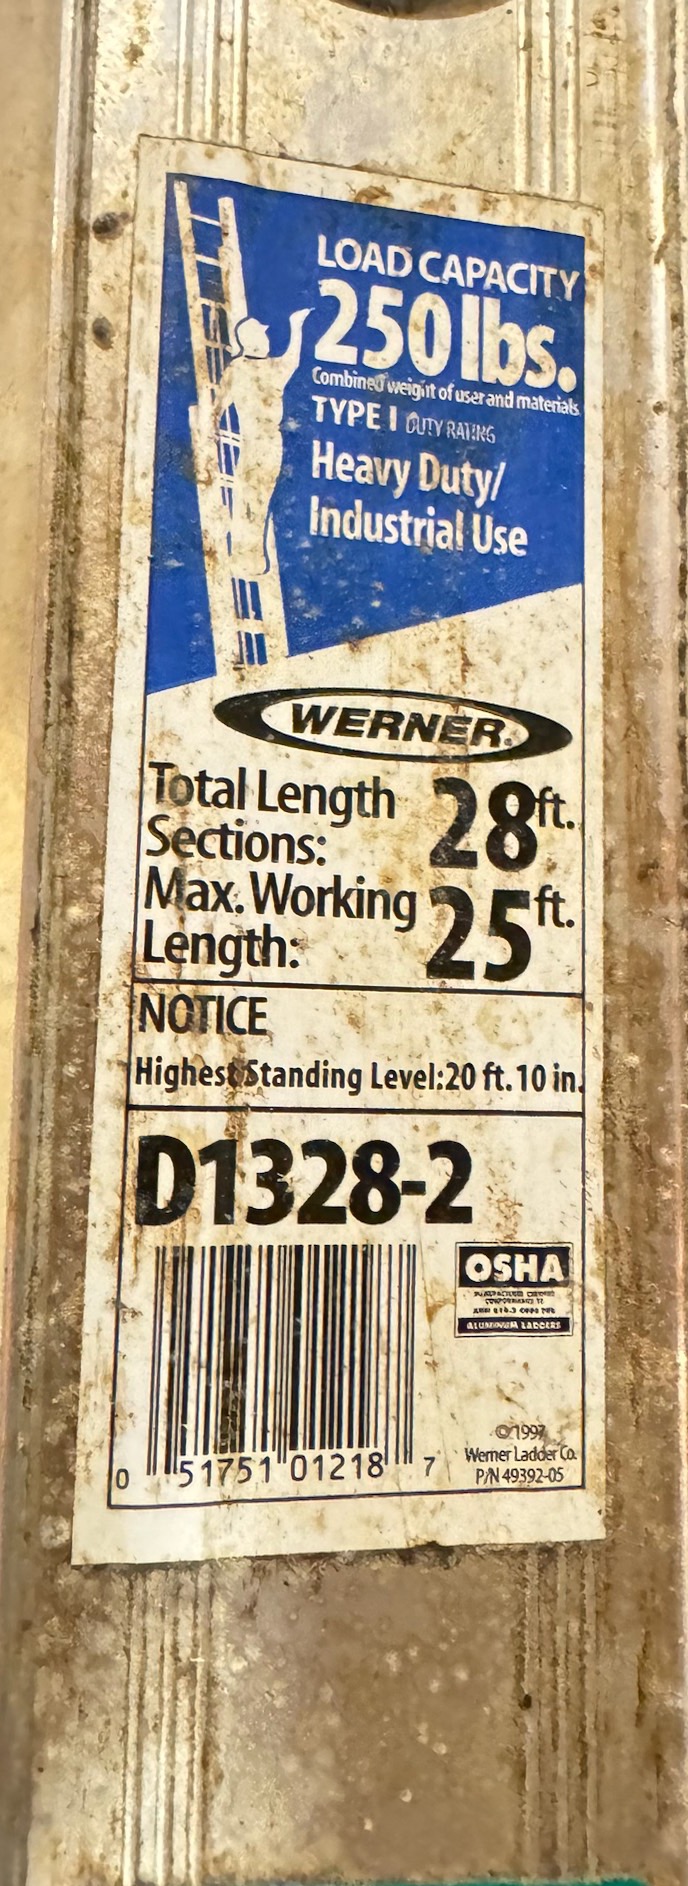 LOAD CAPACITY
250 lbs.
Combined weight of user and materials
TYPE I DUTY RATING
Heavy Duty/
Industrial Use
WERNER®
Total Length
Sections:
28 ft.
Max. Working
Length:
25 ft.
NOTICE
Highest Standing Level:20 ft. 10 in.
D1328-2
OSHA
ALUMINUM LADDERS
©1997
Werner Ladder Co.
P/N 49392-05
0 51751 01218 7